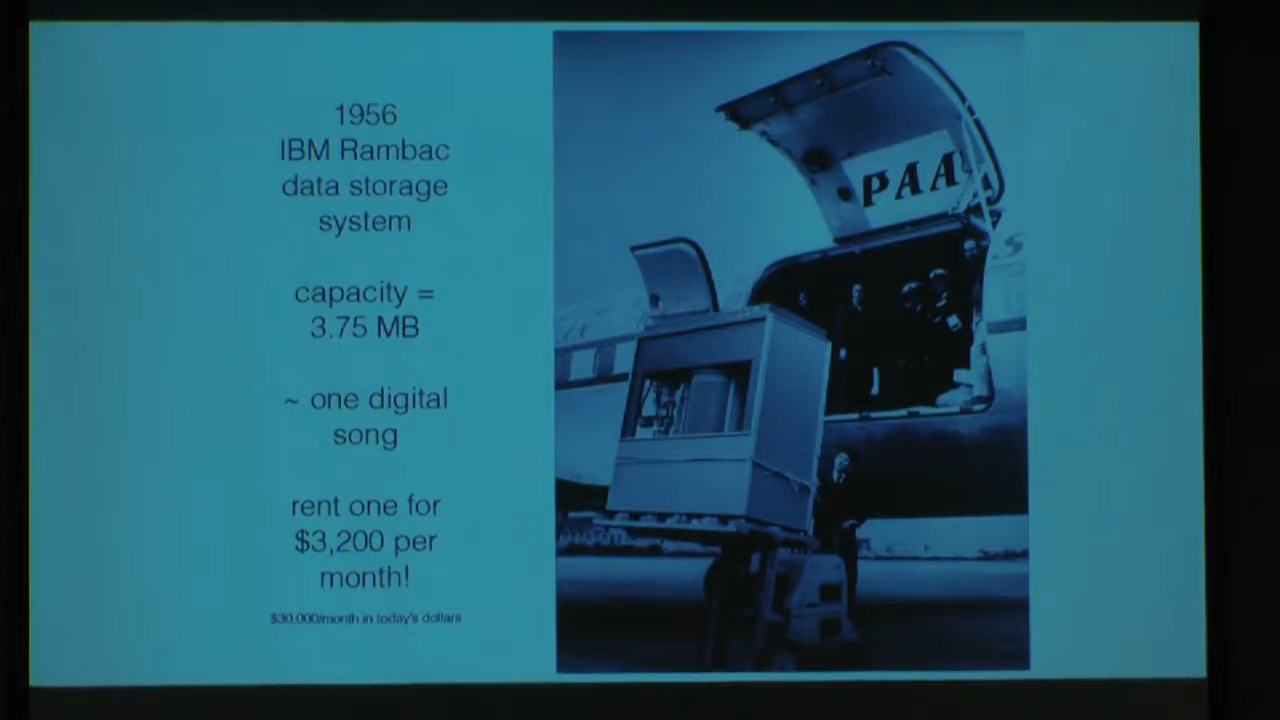 1956
IBM Rambac
data storage
system
capacity =
3.75 MB
~ one digital
song
rent one for
$3,200 per
month!
$30,000/month in today's dollars
PAA